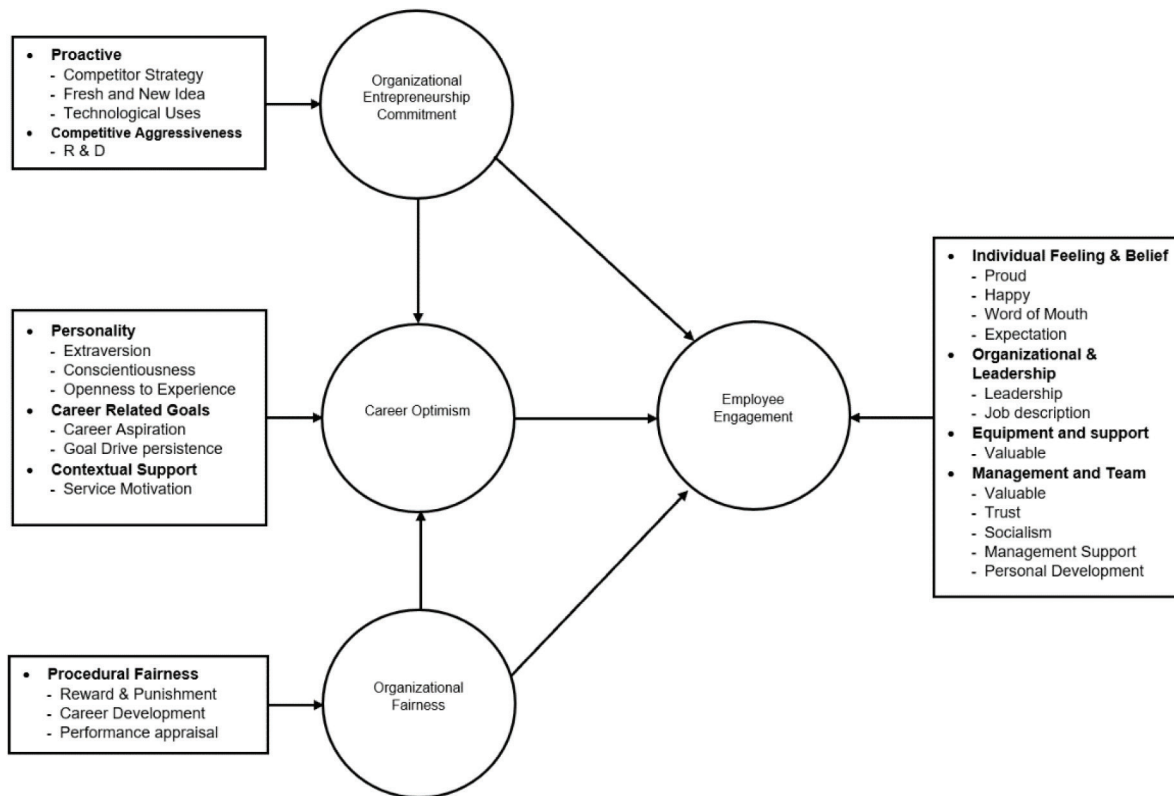 • Proactive
- Competitor Strategy
- Fresh and New Idea
- Technological Uses
• Competitive Aggressiveness
- R & D
Organizational
Entrepreneurship
Commitment
• Personality
- Extraversion
- Conscientiousness
- Openness to Experience
• Career Related Goals
- Career Aspiration
- Goal Drive persistence
• Contextual Support
- Service Motivation
Career Optimism
Employee
Engagement
• Individual Feeling & Belief
- Proud
- Happy
- Word of Mouth
- Expectation
• Organizational &
Leadership
- Leadership
- Job description
• Equipment and support
- Valuable
• Management and Team
- Valuable
- Trust
- Socialism
- Management Support
- Personal Development
• Procedural Fairness
- Reward & Punishment
- Career Development
- Performance appraisal
Organizational
Fairness